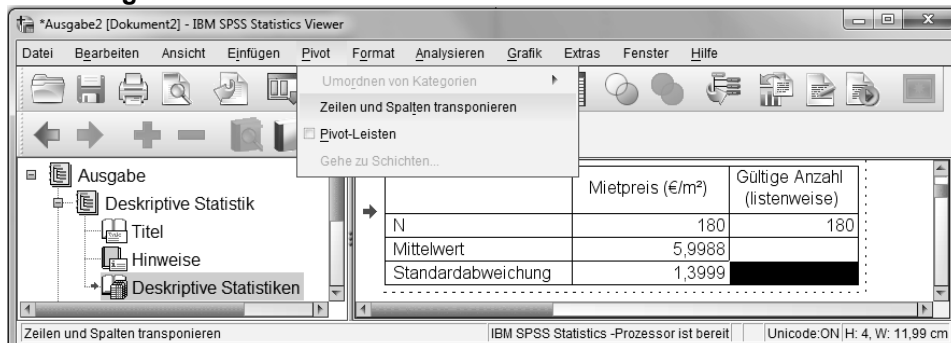 *Ausgabe2 [Dokument2] - IBM SPSS Statistics Viewer
Datei Bearbeiten Ansicht Einfügen Pivot Format Analysieren Grafik Extras Fenster Hilfe
Umordnen von Kategorien
Zeilen und Spalten transponieren
Pivot-Leisten
Gehe zu Schichten...
Ausgabe
Deskriptive Statistik
Titel
Hinweise
Deskriptive Statistiken
Mietpreis (€/m²) Gültige Anzahl
(listenweise)
N 180 180
Mittelwert 5,9988
Standardabweichung 1,3999
Zeilen und Spalten transponieren IBM SPSS Statistics -Prozessor ist bereit Unicode:ON H: 4, W: 11,99 cm